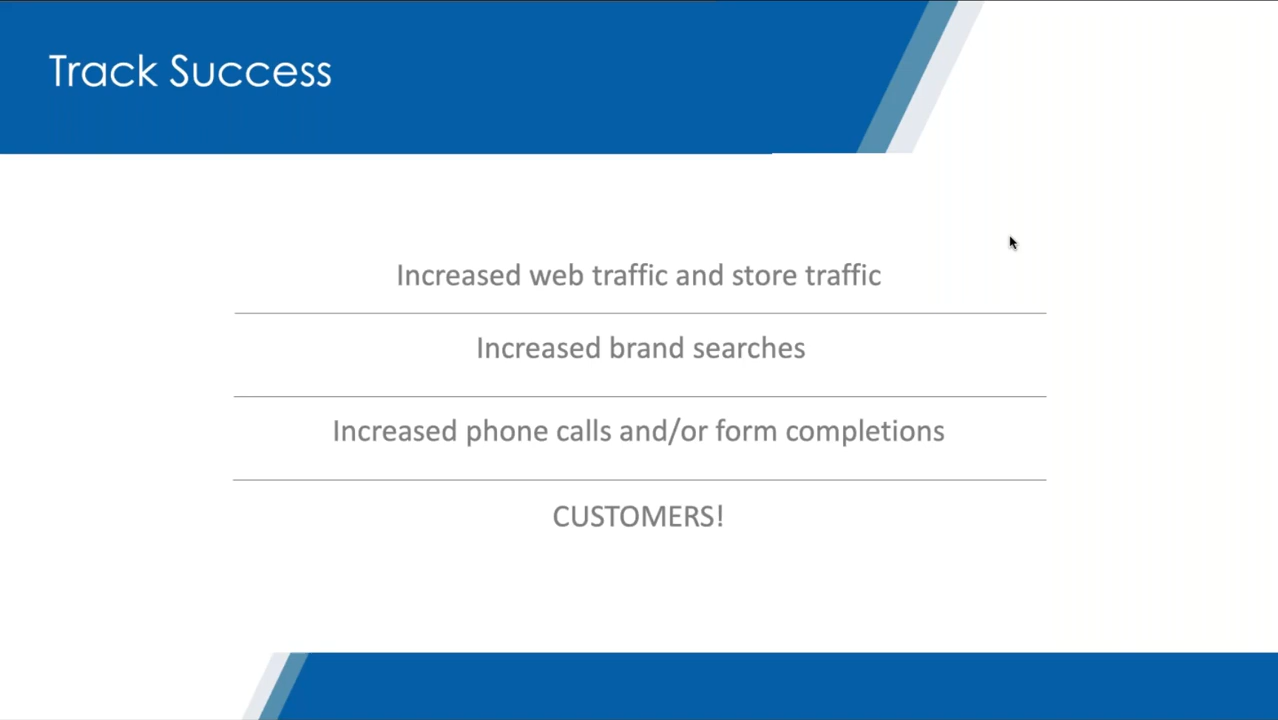 Track Success
Increased web traffic and store traffic
Increased brand searches
Increased phone calls and/or form completions
CUSTOMERS!